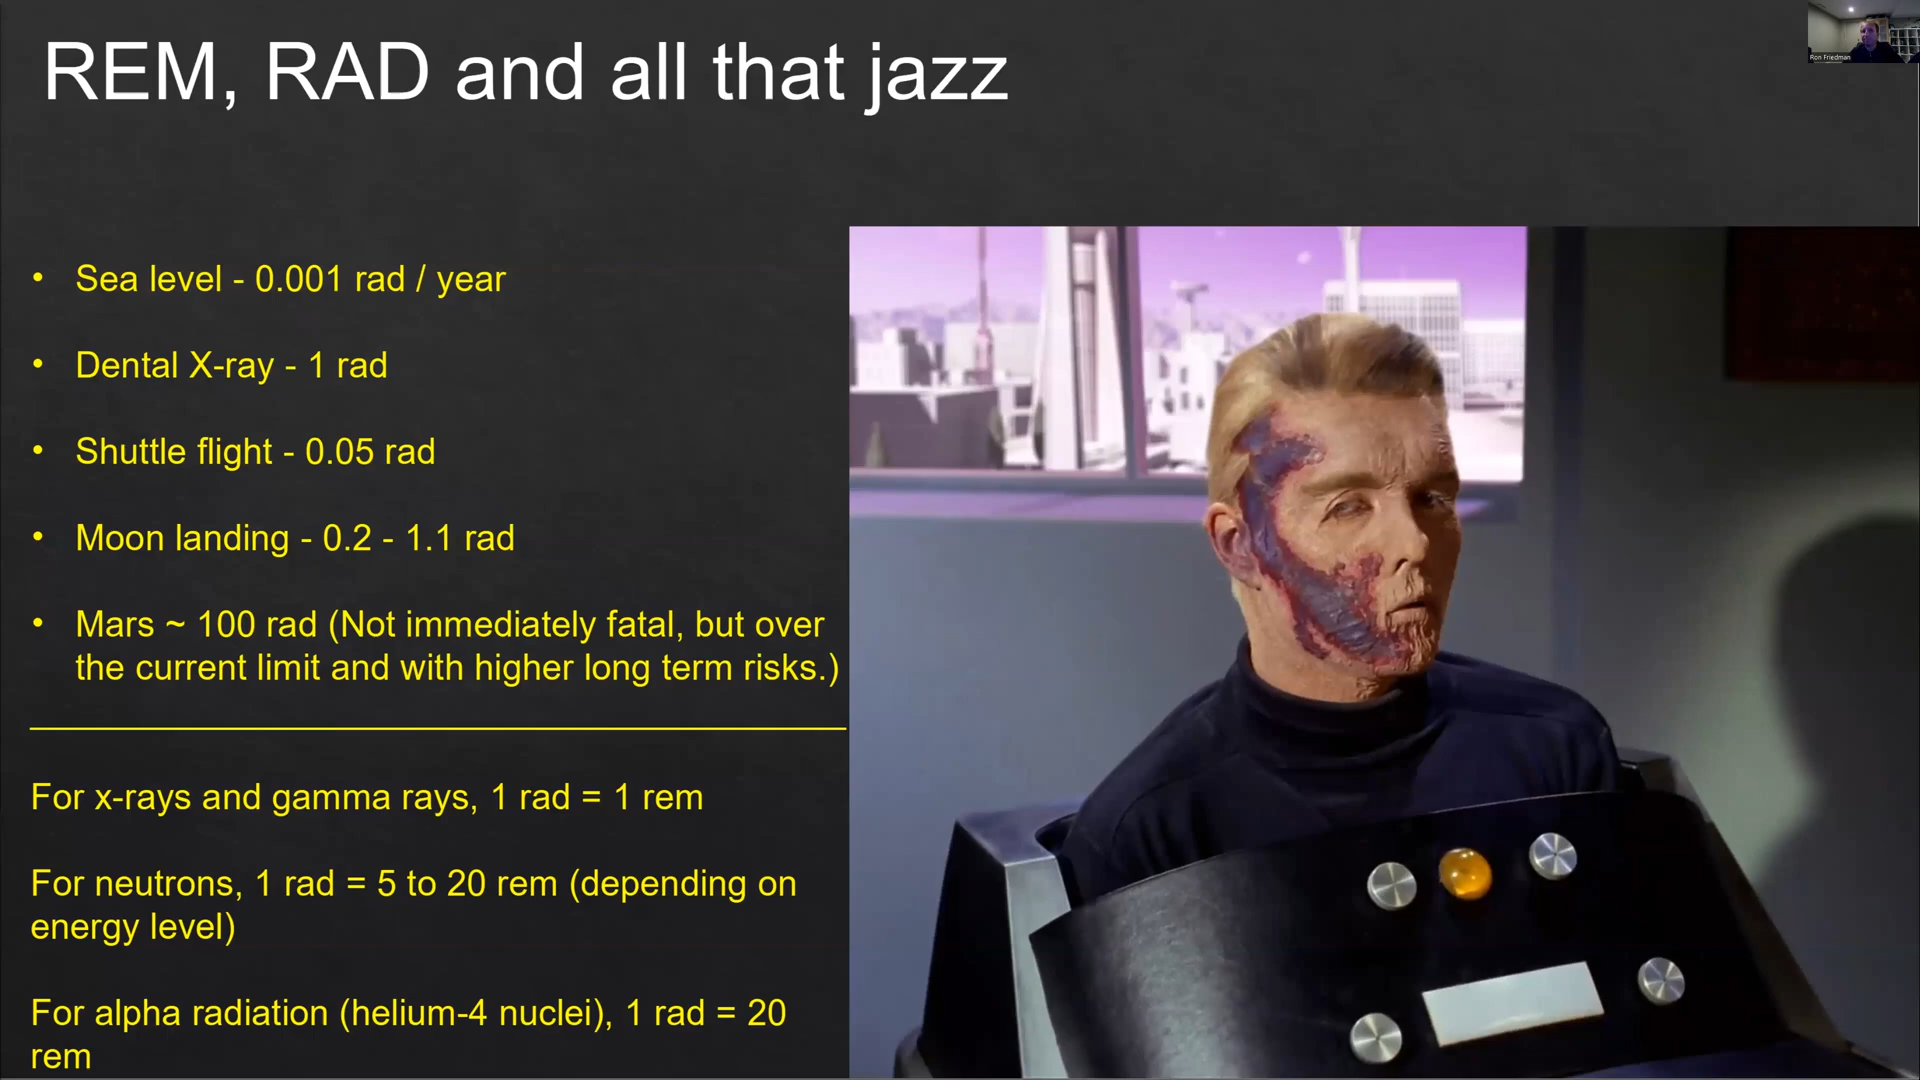 REM, RAD and all that jazz
Ron Friedman
• Sea level - 0.001 rad / year
• Dental X-ray - 1 rad
• Shuttle flight - 0.05 rad
• Moon landing - 0.2 - 1.1 rad
• Mars ~ 100 rad (Not immediately fatal, but over
the current limit and with higher long term risks.)
For x-rays and gamma rays, 1 rad = 1 rem
For neutrons, 1 rad = 5 to 20 rem (depending on
energy level)
For alpha radiation (helium-4 nuclei), 1 rad = 20
rem